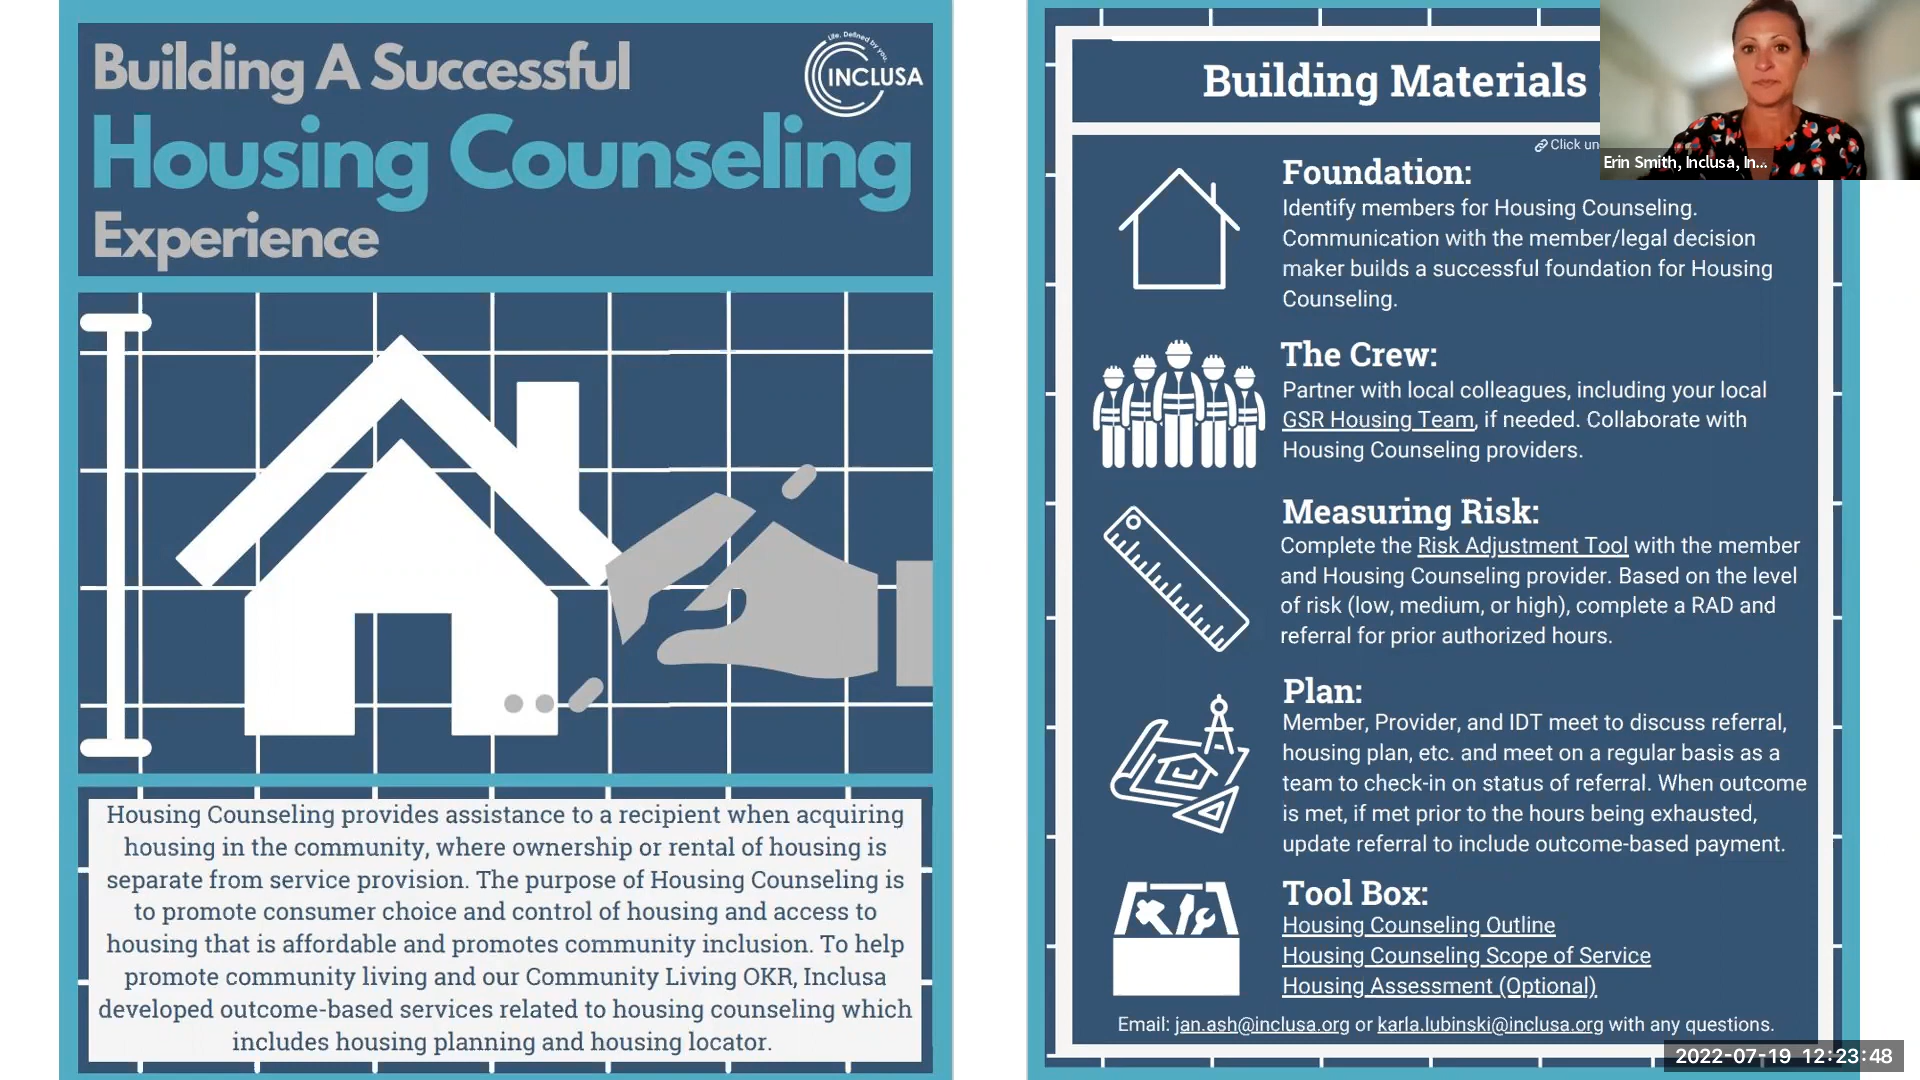 Building A Successful
Life. Defined by you.
INCLUSA
Housing Counseling
Experience
Housing Counseling provides assistance to a recipient when acquiring
housing in the community, where ownership or rental of housing is
separate from service provision. The purpose of Housing Counseling is
to promote consumer choice and control of housing and access to
housing that is affordable and promotes community inclusion. To help
promote community living and our Community Living OKR, Inclusa
developed outcome-based services related to housing counseling which
includes housing planning and housing locator.
Building Materials
Click
Foundation:
Identify members for Housing Counseling.
Communication with the member/legal decision
maker builds a successful foundation for Housing
Counseling.
The Crew:
Partner with local colleagues, including your local
GSR Housing Team, if needed. Collaborate with
Housing Counseling providers.
Measuring Risk:
Complete the Risk Adjustment Tool with the member
and Housing Counseling provider. Based on the level
of risk (low, medium, or high), complete a RAD and
referral for prior authorized hours.
Plan:
Member, Provider, and IDT meet to discuss referral,
housing plan, etc. and meet on a regular basis as a
team to check-in on status of referral. When outcome
is met, if met prior to the hours being exhausted,
update referral to include outcome-based payment.
Tool Box:
Housing Counseling Outline
Housing Counseling Scope of Service
Housing Assessment (Optional)
Email: jan.ash@inclusa.org or karla.lubinski@inclusa.org with any questions.
Erin Smith, Inclusa, In...
2022-07-19 12:23:48